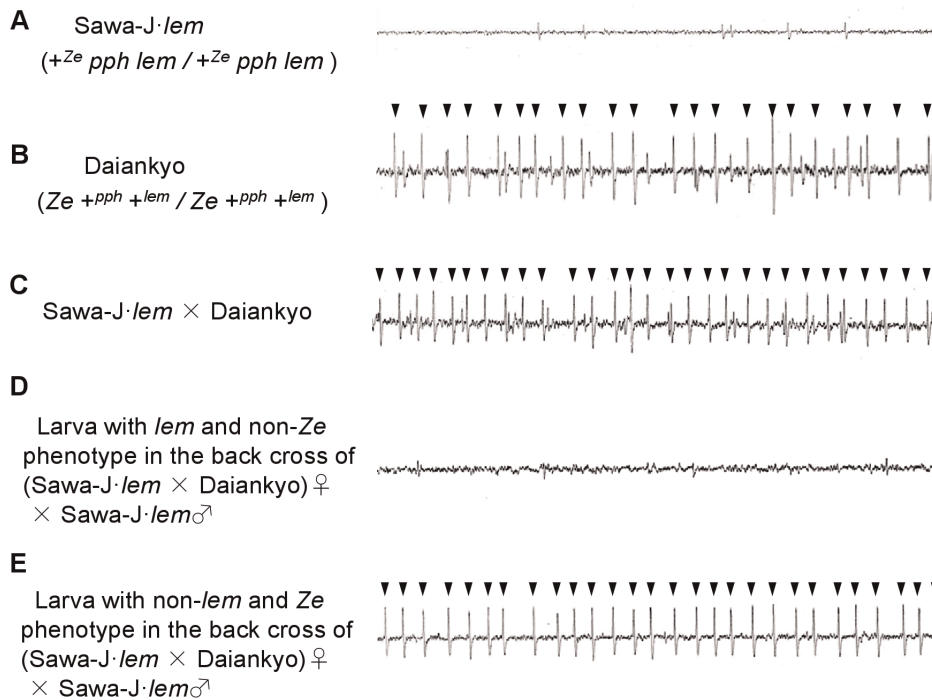 A
Sawa-J·lem
(+Ze pph lem / +Ze pph lem )
B
Daiankyo
(Ze +pph +lem / Ze +pph +lem )
C
Sawa-J·lem × Daiankyo
D
Larva with lem and non-Ze
phenotype in the back cross of
(Sawa-J·lem × Daiankyo)♀
× Sawa-J·lem♂
E
Larva with non-lem and Ze
phenotype in the back cross of
(Sawa-J·lem × Daiankyo)♀
× Sawa-J·lem♂